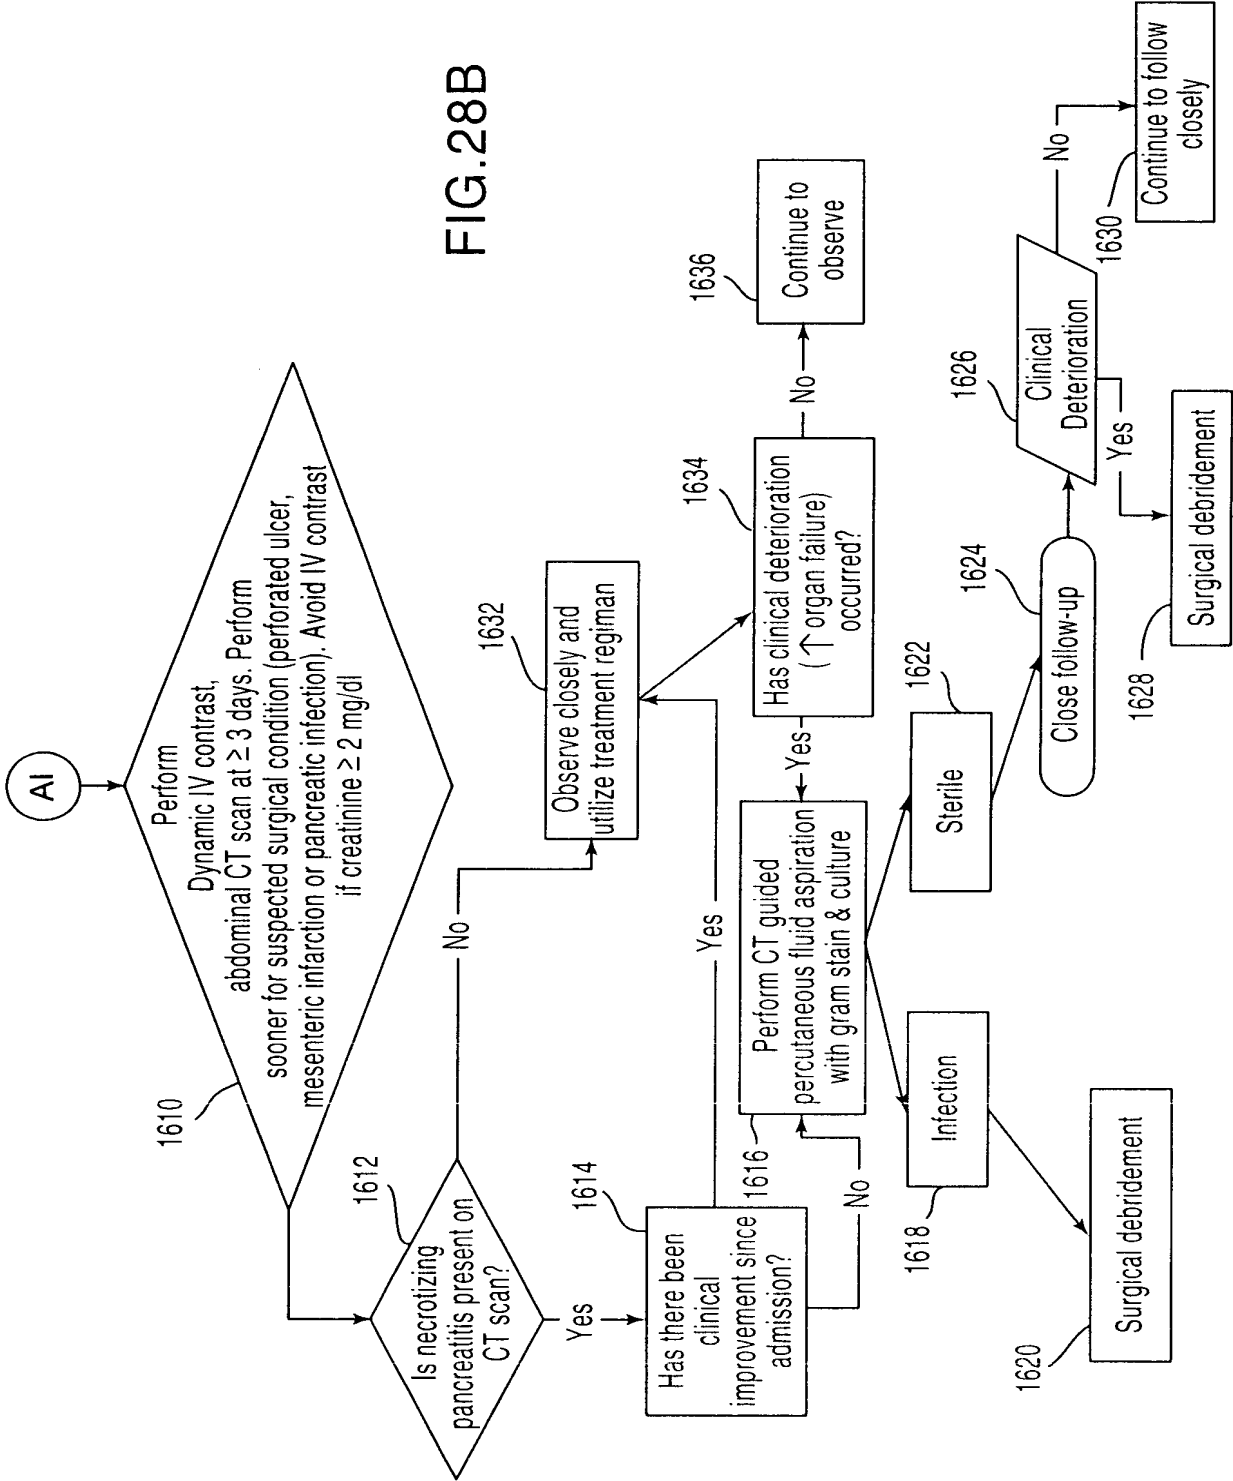 FIG.28B
AI
Perform
Dynamic IV contrast,
abdominal CT scan at ≥ 3 days. Perform
sooner for suspected surgical condition (perforated ulcer,
mesenteric infarction or pancreatic infection). Avoid IV contrast
if creatinine ≥ 2 mg/dl
1610
Is necrotizing
pancreatitis present on
CT scan?
1612
No
Yes
Has there been
clinical
improvement since
admission?
1614
Yes
No
Observe closely and
utilize treatment regiman
1632
Has clinical deterioration
(↑ organ failure)
occurred?
1634
No
Continue to
observe
1636
Yes
Perform CT guided
percutaneous fluid aspiration
with gram stain & culture
1616
Infection
1618
Surgical debridement
1620
Sterile
1622
Close follow-up
1624
Clinical
Deterioration
1626
Yes
Surgical debridement
1628
No
Continue to follow
closely
1630